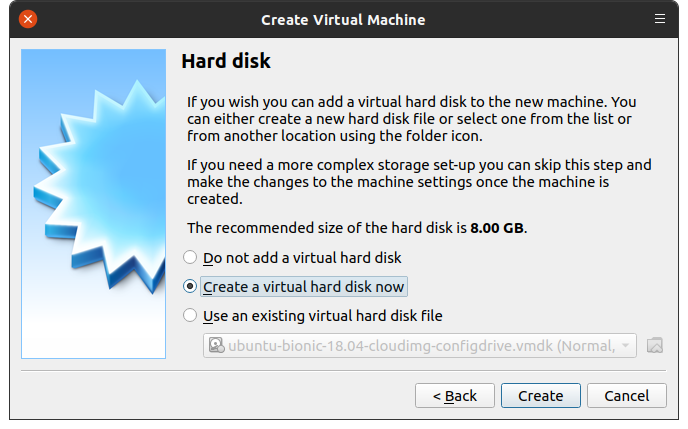 Create Virtual Machine
Hard disk
If you wish you can add a virtual hard disk to the new machine. You
can either create a new hard disk file or select one from the list or
from another location using the folder icon.
If you need a more complex storage set-up you can skip this step and
make the changes to the machine settings once the machine is
created.
The recommended size of the hard disk is 8.00 GB.
Do not add a virtual hard disk
Create a virtual hard disk now
Use an existing virtual hard disk file
ubuntu-bionic-18.04-cloudimg-configdrive.vmdk (Normal,
< Back
Create
Cancel